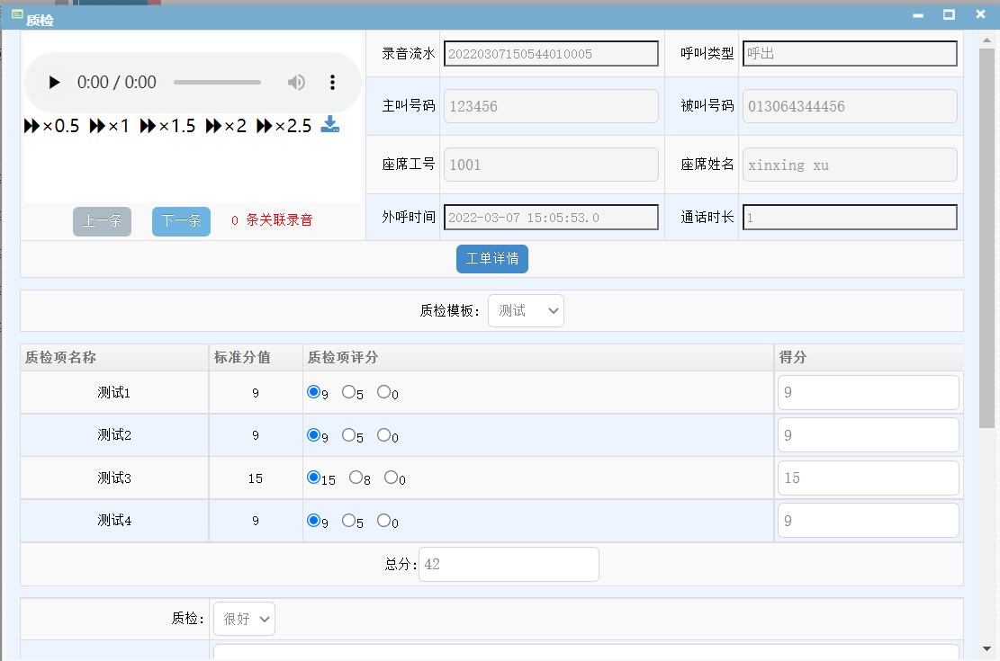 质检
0:00 / 0:00
×0.5 ×1 ×1.5 ×2 ×2.5
上一条 下一条 0 条关联录音
录音流水 20220307150544010005 呼叫类型 呼出
主叫号码 123456 被叫号码 013064344456
座席工号 1001 座席姓名 xinxing xu
外呼时间 2022-03-07 15:05:53.0 通话时长 1
工单详情
质检模板: 测试
质检项名称 标准分值 质检项评分 得分
测试1 9 9 5 0 9
测试2 9 9 5 0 9
测试3 15 15 8 0 15
测试4 9 9 5 0 9
总分: 42
质检: 很好